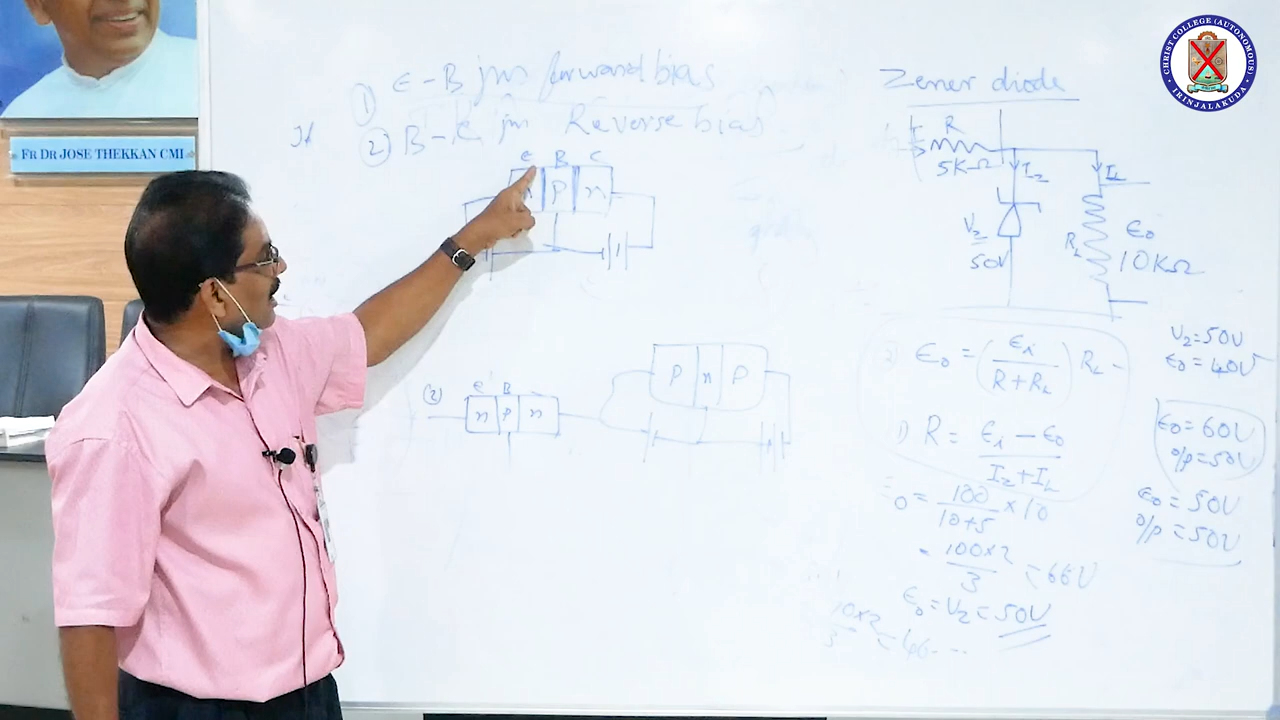 CHRIST COLLEGE (AUTONOMOUS)
IRINJALAKUDA
FR DR JOSE THEKKAN CMI
1) E-B jn forward bias
2) B-C jn Reverse bias
E B C
n P n
(2) E B
n P n
P n P
Zener diode
R
5KΩ
Iz IL
Vz
50V
RL
E0
10KΩ
2) E0 = (Ei / R + RL) RL
1) R = Ei - E0 / Iz + IL
E0 = 100 / 10+5 × 10
= 100×2 / 3 = 66V
E0 = Vz = 50V
Vz = 50V
E0 = 40V
E0 = 60V
o/p = 50V
E0 = 50V
o/p = 50V